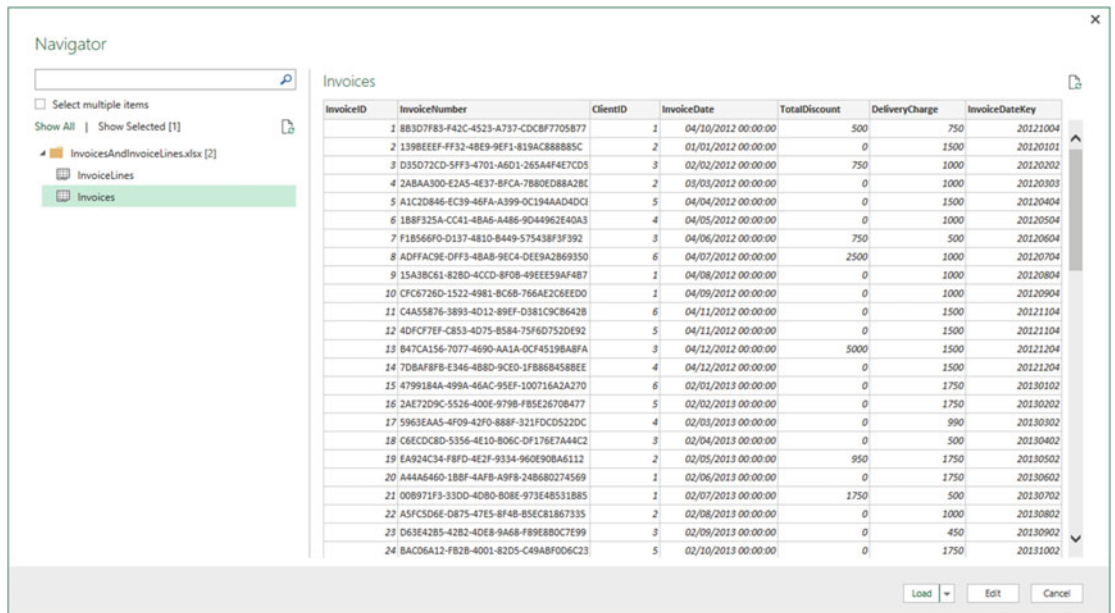 Navigator
Select multiple items
Show All | Show Selected [1]
InvoicesAndInvoiceLines.xlsx [2]
InvoiceLines
Invoices
Invoices
InvoiceID InvoiceNumber ClientID InvoiceDate TotalDiscount DeliveryCharge InvoiceDateKey
1 8B3D7F83-F42C-4523-A737-CDCBF7705B77 1 04/10/2012 00:00:00 500 750 20121004
2 139BEEEF-FF32-4BE9-9EF1-819AC888B85C 2 01/01/2012 00:00:00 0 1500 20120101
3 D35D72CD-5FF3-4701-A6D1-265A4F4E7CD5 3 02/02/2012 00:00:00 750 1000 20120202
4 2ABAA300-E2A5-4E37-BFCA-7B80ED88A2BD 2 03/03/2012 00:00:00 0 1000 20120303
5 A1C2D846-EC39-46FA-A399-0C194AAD4DC8 5 04/04/2012 00:00:00 0 1500 20120404
6 1B8F325A-CC41-4BA6-A486-9D44962E40A3 4 04/05/2012 00:00:00 0 1000 20120504
7 F1B566F0-D137-4810-B449-575438F3F392 3 04/06/2012 00:00:00 750 500 20120604
8 ADFFAC9E-DFF3-4BAB-9EC4-DEE9A2B69350 6 04/07/2012 00:00:00 2500 1000 20120704
9 15A3BC61-82BD-4CCD-8F0B-49EEE59AF4B7 1 04/08/2012 00:00:00 0 1000 20120804
10 CFC6726D-1522-4981-BC6B-766AE2C6EED0 1 04/09/2012 00:00:00 0 1000 20120904
11 C4A55876-3893-4D12-89EF-D381C9CB642B 6 04/11/2012 00:00:00 0 1500 20121104
12 4DFCF7EF-C853-4D75-B584-75F6D752DE92 5 04/11/2012 00:00:00 0 1500 20121104
13 B47CA156-7077-4690-AA1A-0CF4519BA8FA 3 04/12/2012 00:00:00 5000 1500 20121204
14 7DBAF8FB-E346-4B8D-9CE0-1FB86B458BEE 4 04/12/2012 00:00:00 0 1500 20121204
15 4799184A-499A-46AC-95EF-100716A2A270 6 02/01/2013 00:00:00 0 1750 20130102
16 2AE72D9C-5526-400E-979B-FB5E2670B477 5 02/02/2013 00:00:00 0 1750 20130202
17 5963EAA5-4F09-42F0-888F-321FDCD522DC 4 02/03/2013 00:00:00 0 990 20130302
18 C6ECDC8D-5356-4E10-B06C-DF176E7A44C2 3 02/04/2013 00:00:00 0 500 20130402
19 EA924C34-F8FD-4E2F-9334-960E90BA6112 2 02/05/2013 00:00:00 950 1750 20130502
20 A44A6460-1BBF-4AFB-A9F8-24B680274569 1 02/06/2013 00:00:00 0 1750 20130602
21 00B971F3-33DD-4DB0-B08E-973E4B531B85 1 02/07/2013 00:00:00 1750 500 20130702
22 A5FC5D6E-D875-47E5-8F4B-B5EC81867335 2 02/08/2013 00:00:00 0 1000 20130802
23 D63E42B5-42B2-4DE8-9A68-F89E8B0C7E99 3 02/09/2013 00:00:00 0 450 20130902
24 BAC06A12-FB2B-4001-82D5-C49ABF0D6C23 5 02/10/2013 00:00:00 0 1750 20131002
Load Edit Cancel